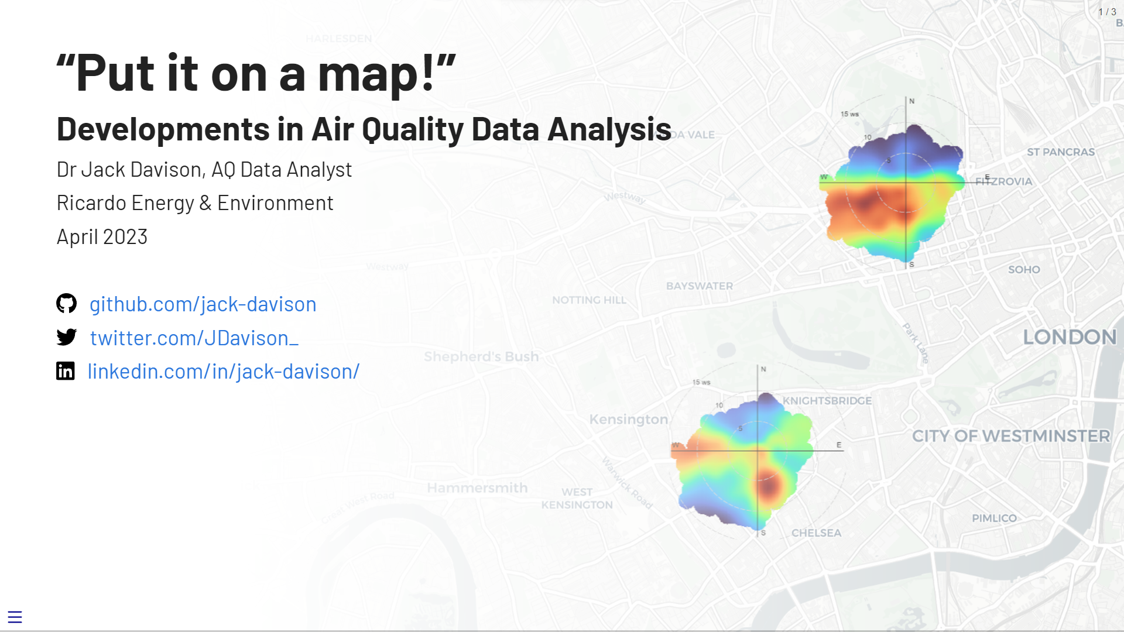 1 / 3
HARLESDEN
“Put it on a map!”
Developments in Air Quality Data Analysis
Dr Jack Davison, AQ Data Analyst
Ricardo Energy & Environment
April 2023
github.com/jack-davison
twitter.com/JDavison_
linkedin.com/in/jack-davison/
N
15 ws
10
W
E
S
DA VALE
ST PANCRAS
FITZROVIA
Westway
SOHO
BAYSWATER
NOTTING HILL
Park Lane
LONDON
Shepherd's Bush
N
15 ws
10
5
W
E
S
KNIGHTSBRIDGE
Kensington
CITY OF WESTMINSTER
Warwick Road
Hammersmith
WEST
KENSINGTON
PIMLICO
CHELSEA